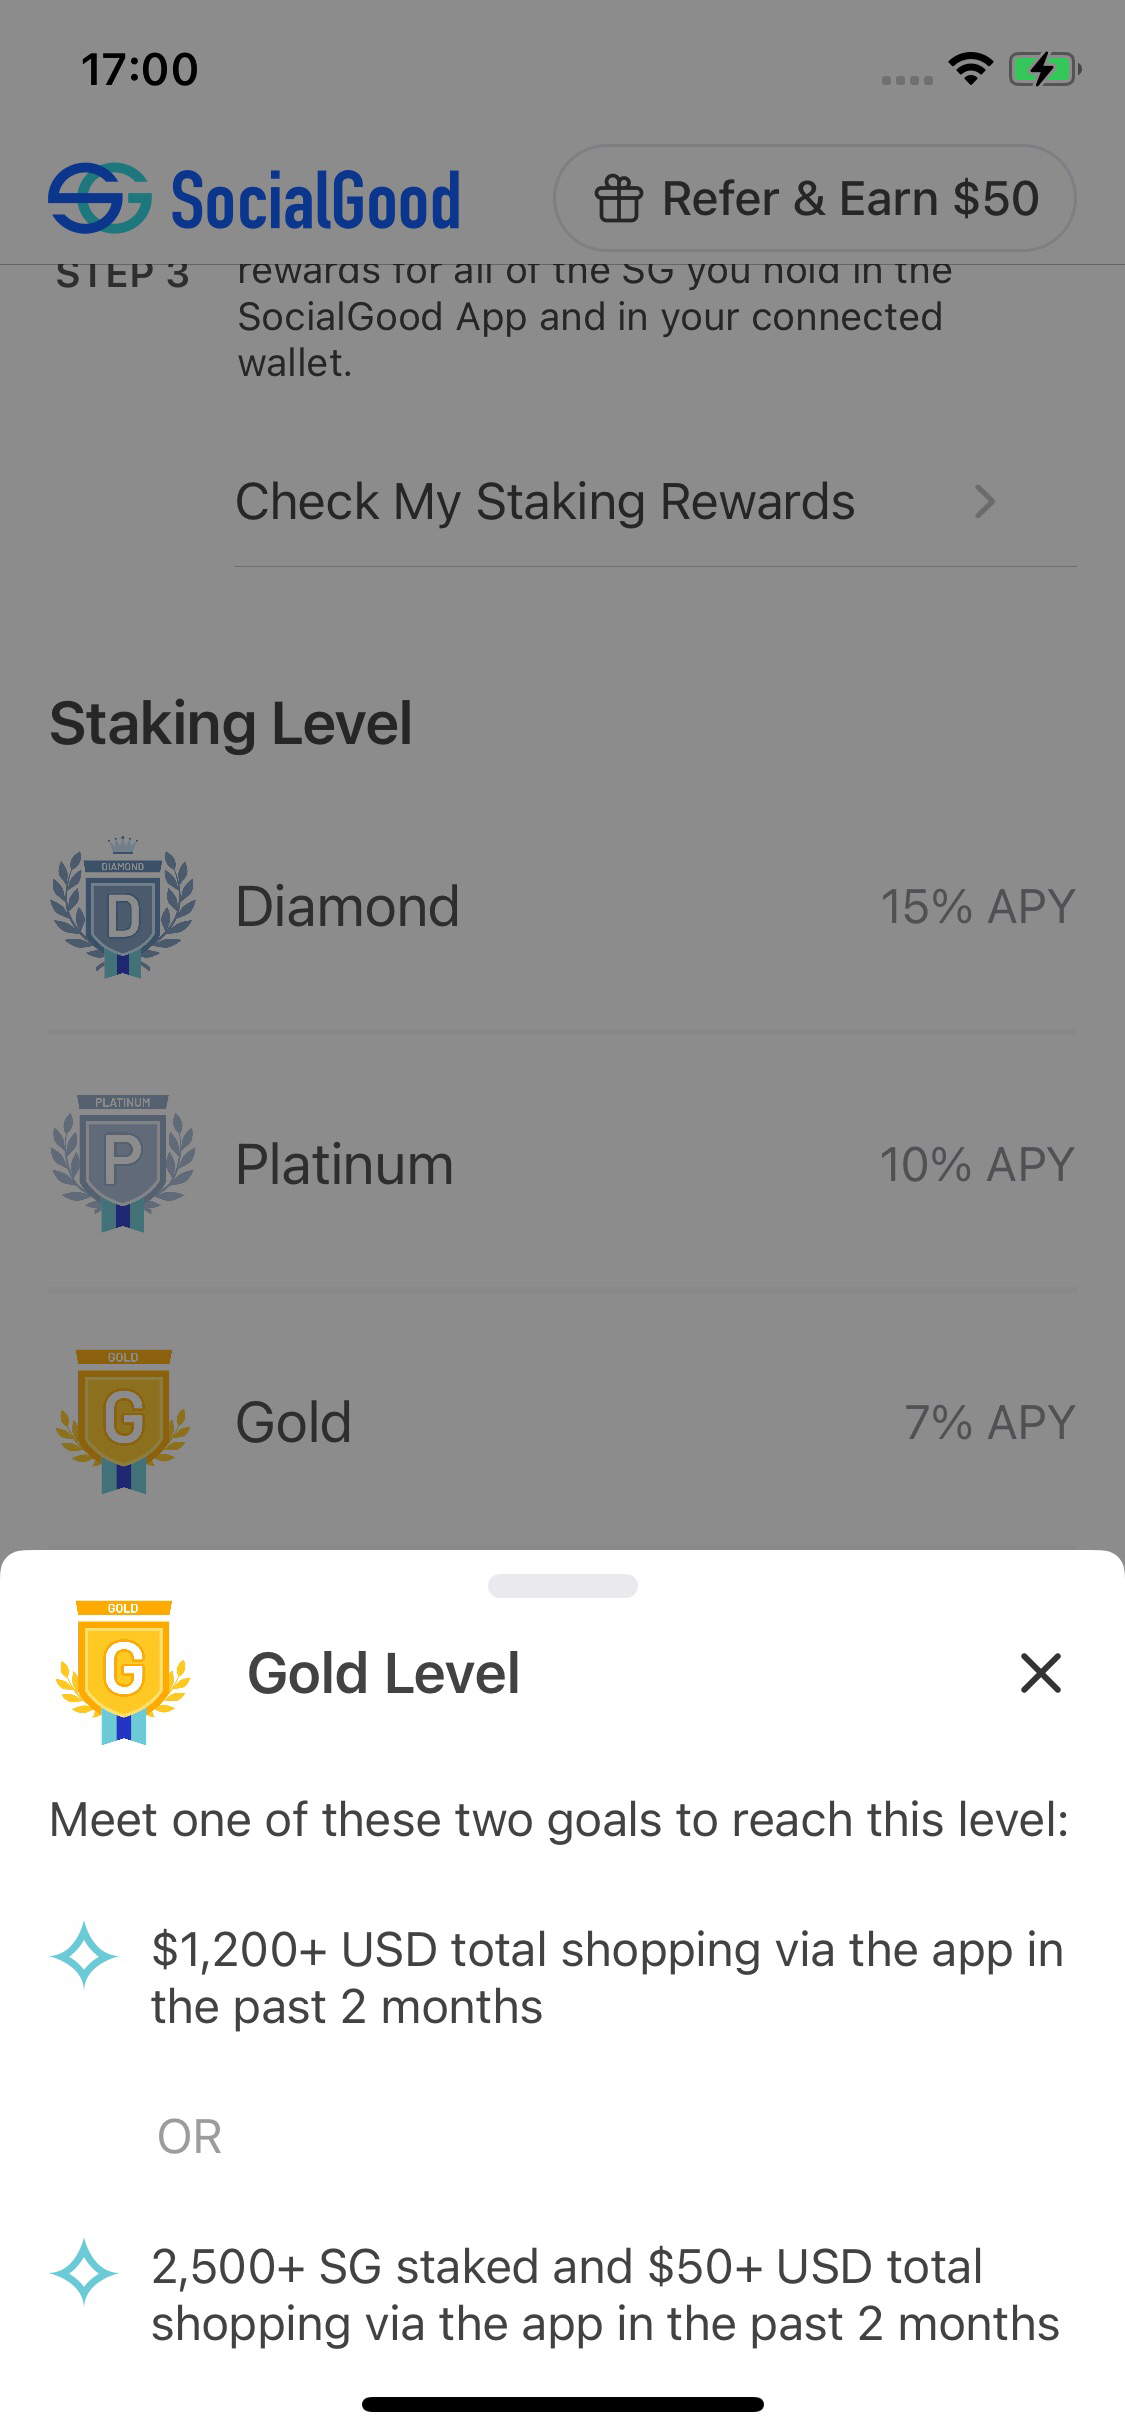 17:00
SocialGood
Refer & Earn $50
STEP 3
rewards for all of the SG you hold in the
SocialGood App and in your connected
wallet.
Check My Staking Rewards
Staking Level
DIAMOND
D
Diamond
15% APY
PLATINUM
P
Platinum
10% APY
GOLD
G
Gold
7% APY
GOLD
G
Gold Level
Meet one of these two goals to reach this level:
$1,200+ USD total shopping via the app in
the past 2 months
OR
2,500+ SG staked and $50+ USD total
shopping via the app in the past 2 months